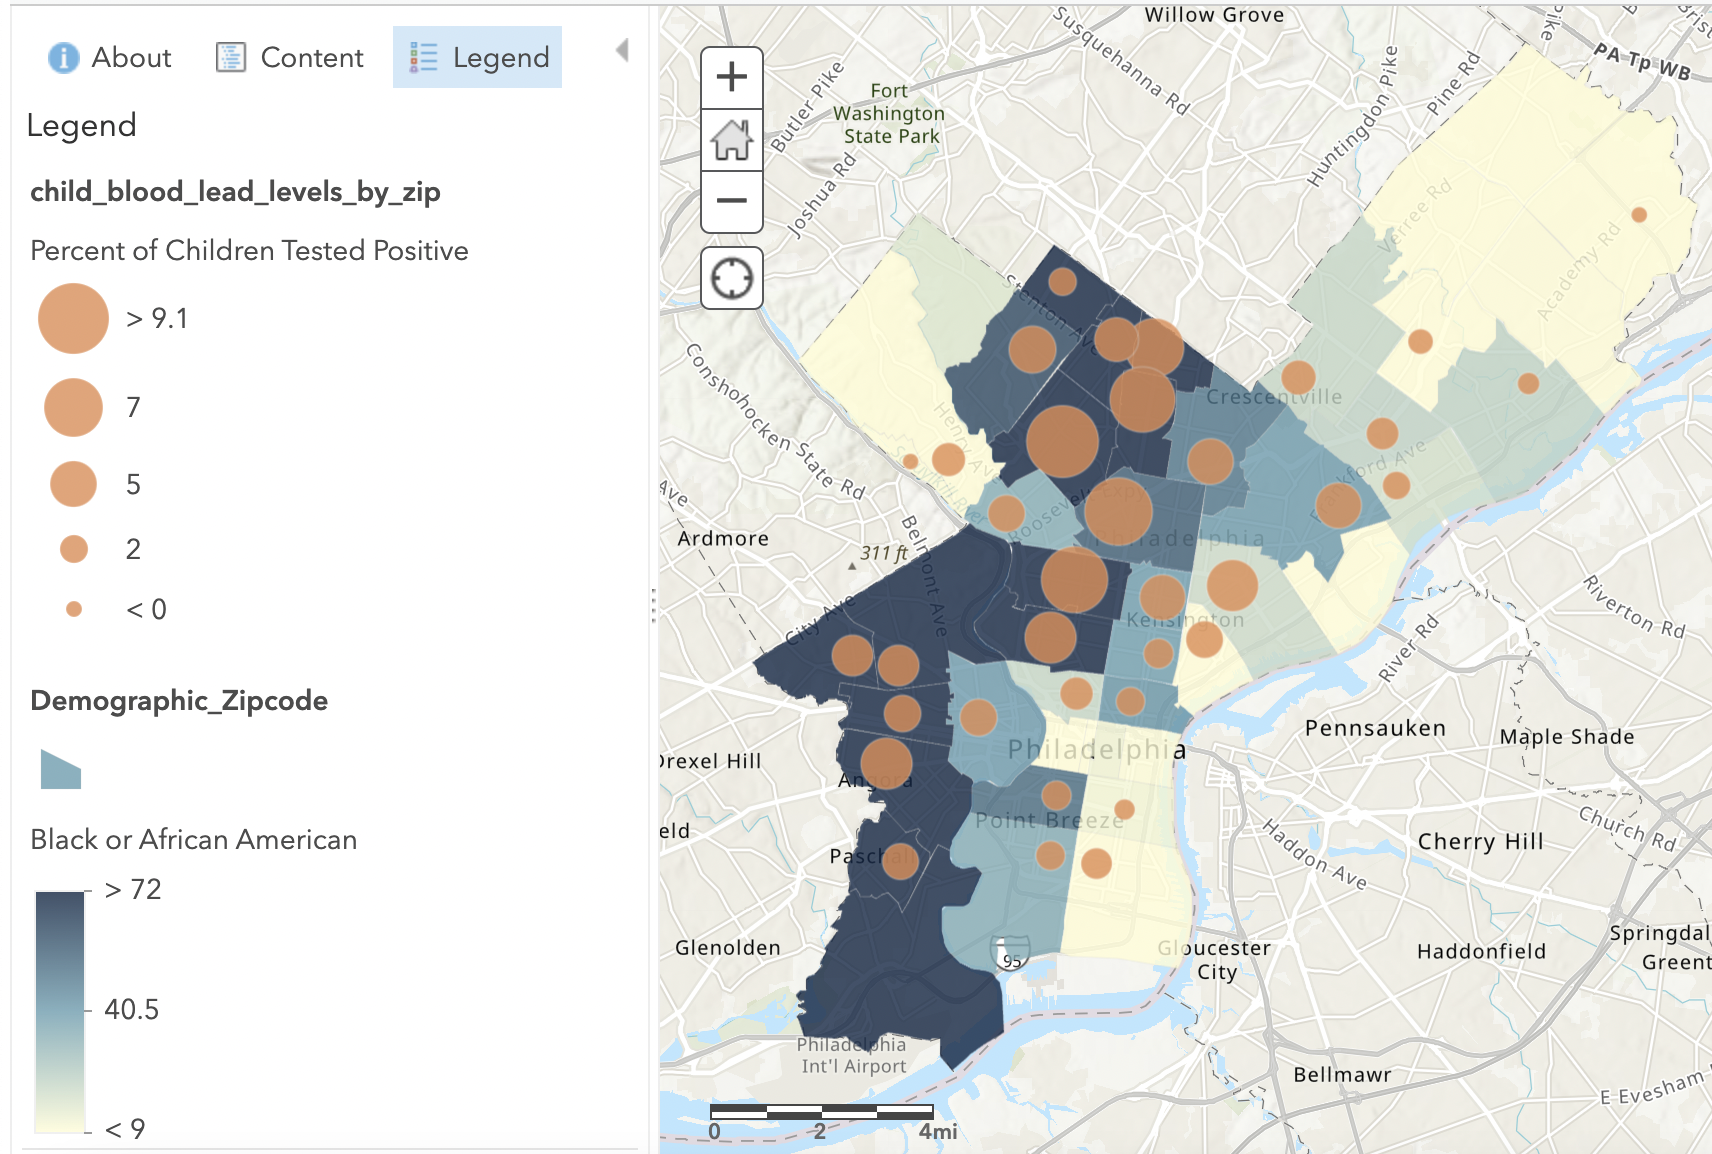 About
Content
Legend
Legend
child_blood_lead_levels_by_zip
Percent of Children Tested Positive
> 9.1
7
5
2
< 0
Demographic_Zipcode
Black or African American
> 72
40.5
< 9
Willow Grove
Susquehanna Rd
Butler Pike
Fort
Washington
State Park
Joshua Rd
Huntingdon Pike
Pine Rd
Pike
PA Tp WB
Verree Rd
Academy Rd
Stenton Ave
Conshohocken State Rd
Crescentville
Henry Ave
Schuylkill River
Frankford Ave
Roosevelt Expy
Ave
Ardmore
311 ft
Belmont Ave
Philadelphia
City Ave
Kensington
Riverton Rd
River Rd
Pennsauken
Maple Shade
Philadelphia
Drexel Hill
Angora
Point Breeze
eld
Paschall
Haddon Ave
Cherry Hill
Church Rd
Glenolden
95
Gloucester
City
Haddonfield
Springdal
Greent
Philadelphia
Int'l Airport
Bellmawr
E Evesham
0
2
4mi